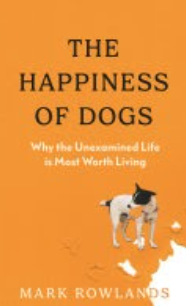 THE
HAPPINESS
OF DOGS
Why the Unexamined Life
is Most Worth Living
MARK ROWLANDS